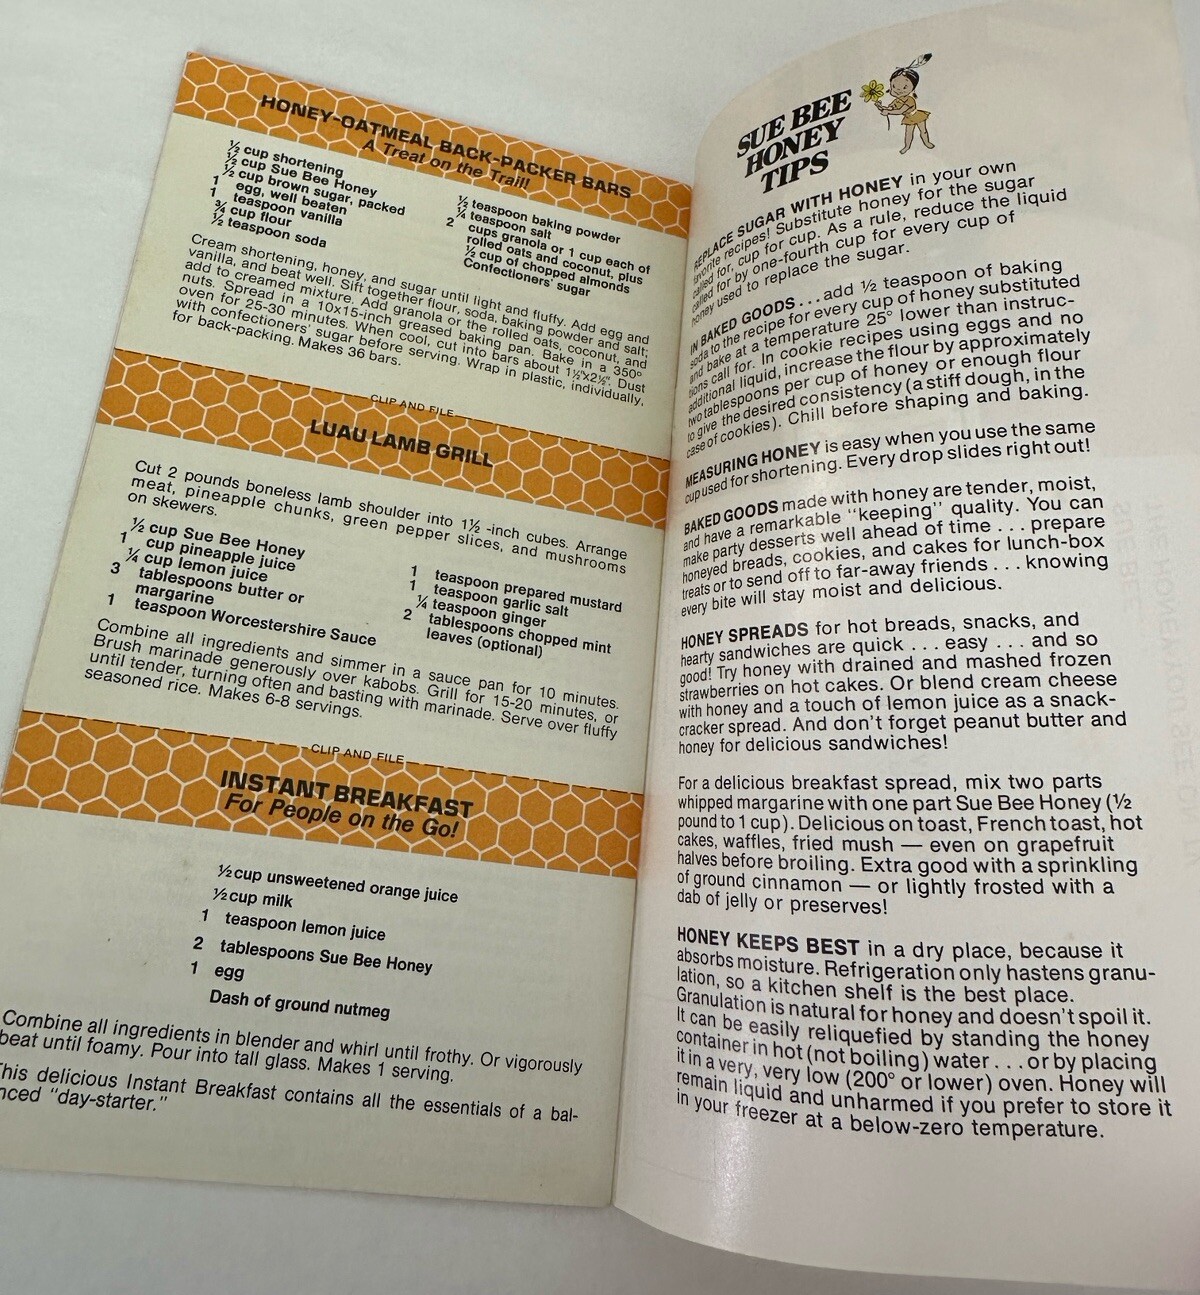 HONEY-OATMEAL BACK-PACKER BARS
A Treat on the Trail!
½ cup shortening
½ cup Sue Bee Honey
½ cup brown sugar, packed
1 egg, well beaten
1 teaspoon vanilla
¾ cup flour
½ teaspoon soda
½ teaspoon baking powder
¼ teaspoon salt
2 cups granola or 1 cup each of
rolled oats and coconut, plus
½ cup of chopped almonds
Confectioners' sugar
Cream shortening, honey, and sugar until light and fluffy. Add egg and
vanilla, and beat well. Sift together flour, soda, baking powder and salt;
add to creamed mixture. Add granola or the rolled oats, coconut, and
nuts. Spread in a 10x15-inch greased baking pan. Bake in a 350°
oven for 25-30 minutes. When cool, cut into bars about 1½"x2½". Dust
with confectioners' sugar before serving. Wrap in plastic, individually,
for back-packing. Makes 36 bars.
CLIP AND FILE
LUAU LAMB GRILL
Cut 2 pounds boneless lamb shoulder into 1½ -inch cubes. Arrange
meat, pineapple chunks, green pepper slices, and mushrooms
on skewers.
½ cup Sue Bee Honey
1 cup pineapple juice
¼ cup lemon juice
3 tablespoons butter or
margarine
1 teaspoon Worcestershire Sauce
1 teaspoon prepared mustard
1 teaspoon garlic salt
¼ teaspoon ginger
2 tablespoons chopped mint
leaves (optional)
Combine all ingredients and simmer in a sauce pan for 10 minutes.
Brush marinade generously over kabobs. Grill for 15-20 minutes, or
until tender, turning often and basting with marinade. Serve over fluffy
seasoned rice. Makes 6-8 servings.
CLIP AND FILE
INSTANT BREAKFAST
For People on the Go!
½ cup unsweetened orange juice
½ cup milk
1 teaspoon lemon juice
2 tablespoons Sue Bee Honey
1 egg
Dash of ground nutmeg
Combine all ingredients in blender and whirl until frothy. Or vigorously
beat until foamy. Pour into tall glass. Makes 1 serving.
This delicious Instant Breakfast contains all the essentials of a bal-
nced "day-starter."
SUE BEE
HONEY
TIPS
REPLACE SUGAR WITH HONEY in your own
favorite recipes! Substitute honey for the sugar
called for, cup for cup. As a rule, reduce the liquid
called for by one-fourth cup for every cup of
honey used to replace the sugar.
IN BAKED GOODS . . . add ½ teaspoon of baking
soda to the recipe for every cup of honey substituted
and bake at a temperature 25° lower than instruc-
tions call for. In cookie recipes using eggs and no
additional liquid, increase the flour by approximately
two tablespoons per cup of honey or enough flour
to give the desired consistency (a stiff dough, in the
case of cookies). Chill before shaping and baking.
MEASURING HONEY is easy when you use the same
cup used for shortening. Every drop slides right out!
BAKED GOODS made with honey are tender, moist,
and have a remarkable "keeping" quality. You can
make party desserts well ahead of time . . . prepare
honeyed breads, cookies, and cakes for lunch-box
treats or to send off to far-away friends . . . knowing
every bite will stay moist and delicious.
HONEY SPREADS for hot breads, snacks, and
hearty sandwiches are quick . . . easy . . . and so
good! Try honey with drained and mashed frozen
strawberries on hot cakes. Or blend cream cheese
with honey and a touch of lemon juice as a snack-
cracker spread. And don't forget peanut butter and
honey for delicious sandwiches!
For a delicious breakfast spread, mix two parts
whipped margarine with one part Sue Bee Honey (½
pound to 1 cup). Delicious on toast, French toast, hot
cakes, waffles, fried mush — even on grapefruit
halves before broiling. Extra good with a sprinkling
of ground cinnamon — or lightly frosted with a
dab of jelly or preserves!
HONEY KEEPS BEST in a dry place, because it
absorbs moisture. Refrigeration only hastens granu-
lation, so a kitchen shelf is the best place.
Granulation is natural for honey and doesn't spoil it.
It can be easily reliquefied by standing the honey
container in hot (not boiling) water . . . or by placing
it in a very, very low (200° or lower) oven. Honey will
remain liquid and unharmed if you prefer to store it
in your freezer at a below-zero temperature.